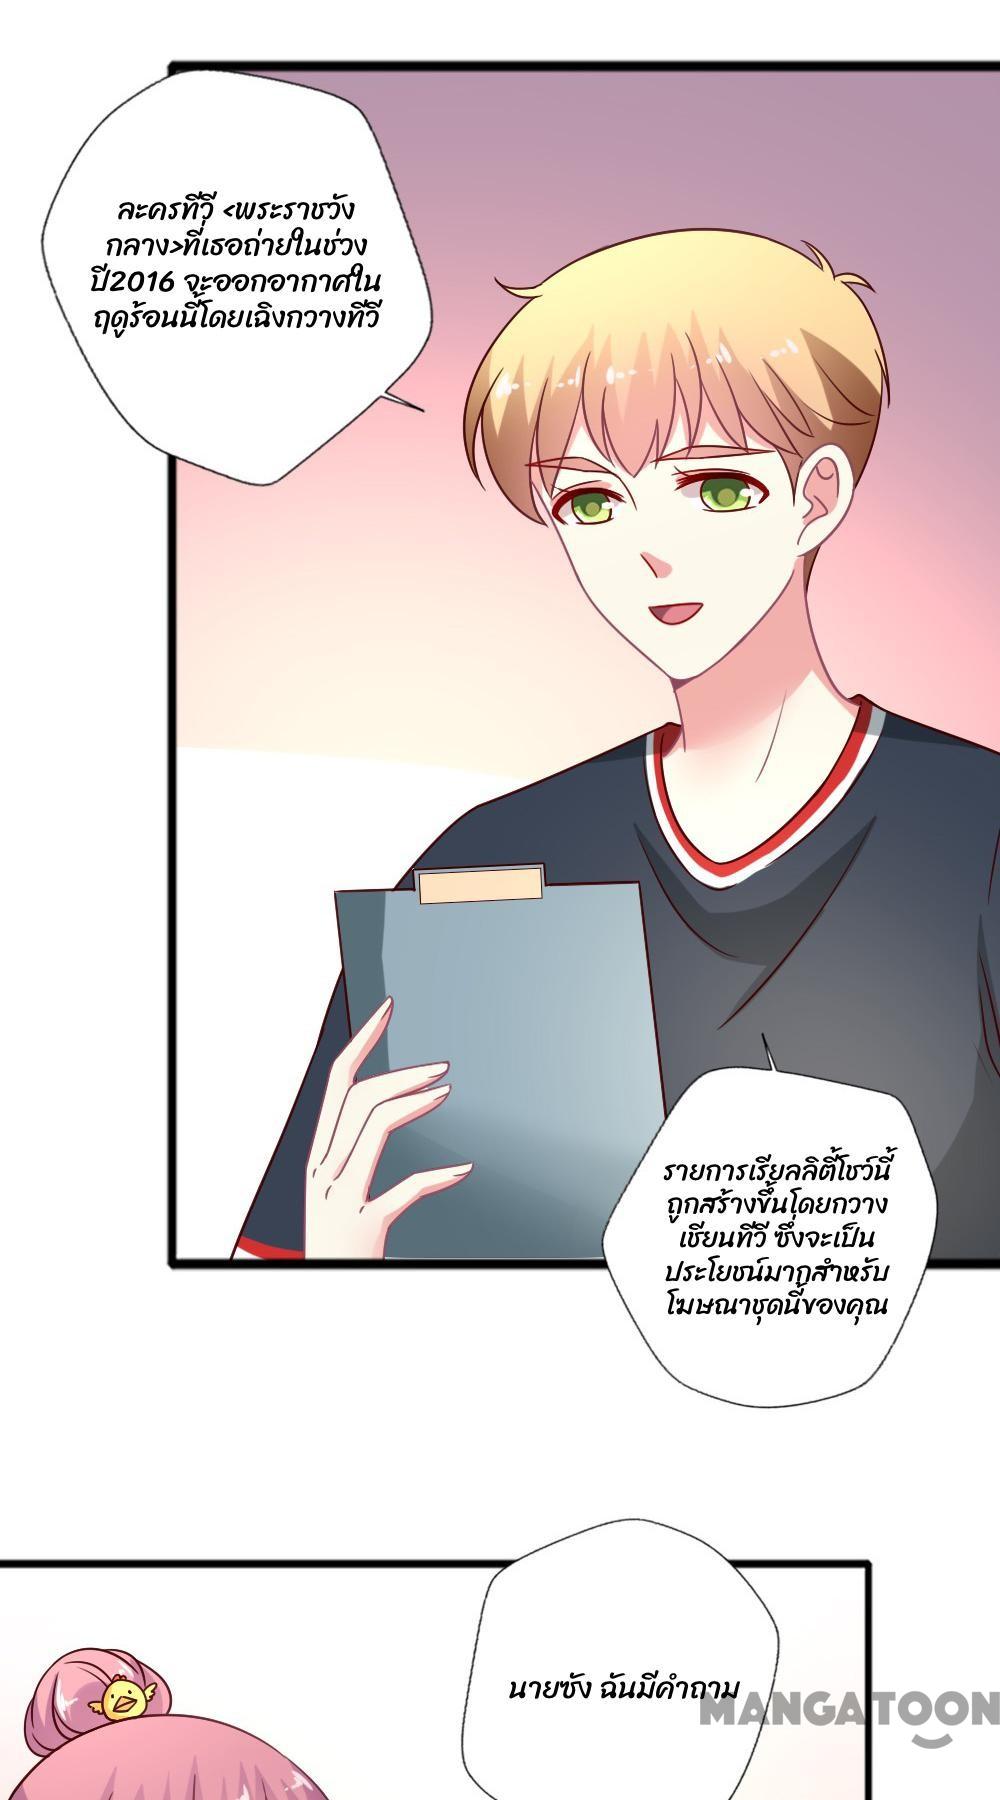 ละครทีวี <พระราชวัง
กลาง>ที่เธอถ่ายในช่วง
ปี2016 จะออกอากาศใน
ฤดูร้อนนี้โดยเฉิงกวางทีวี
รายการเรียลลิตี้โชว์นี้
ถูกสร้างขึ้นโดยกวาง
เชียนทีวี ซึ่งจะเป็น
ประโยชน์มากสำหรับ
โฆษณาชุดนี้ของคุณ
นายซัง ฉันมีคำถาม
MANGATOON